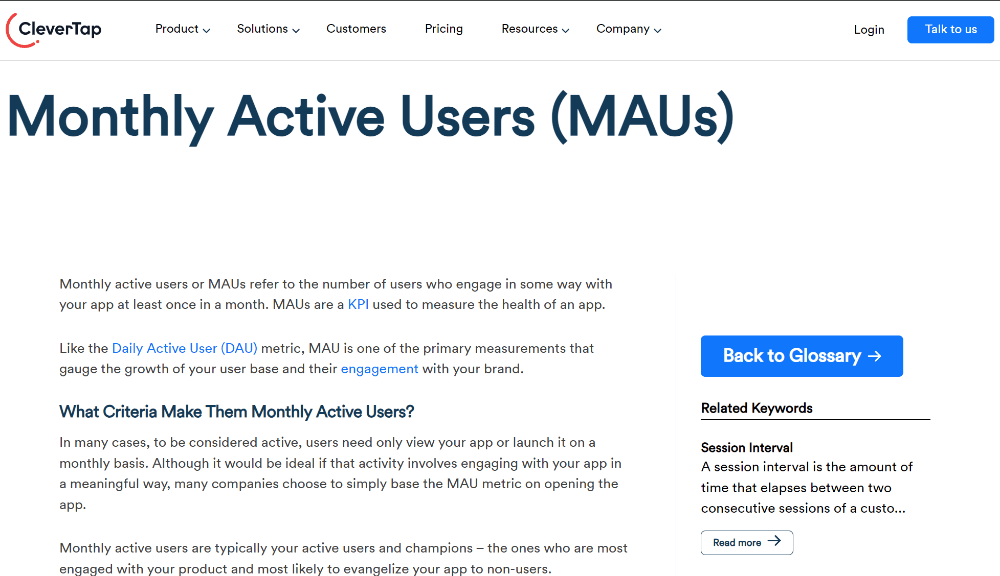 CleverTap
Product
Solutions
Customers
Pricing
Resources
Company
Login
Talk to us
Monthly Active Users (MAUs)
Monthly active users or MAUs refer to the number of users who engage in some way with
your app at least once in a month. MAUs are a KPI used to measure the health of an app.
Like the Daily Active User (DAU) metric, MAU is one of the primary measurements that
gauge the growth of your user base and their engagement with your brand.
What Criteria Make Them Monthly Active Users?
In many cases, to be considered active, users need only view your app or launch it on a
monthly basis. Although it would be ideal if that activity involves engaging with your app in
a meaningful way, many companies choose to simply base the MAU metric on opening the
app.
Monthly active users are typically your active users and champions – the ones who are most
engaged with your product and most likely to evangelize your app to non-users.
Back to Glossary →
Related Keywords
Session Interval
A session interval is the amount of
time that elapses between two
consecutive sessions of a custo...
Read more →